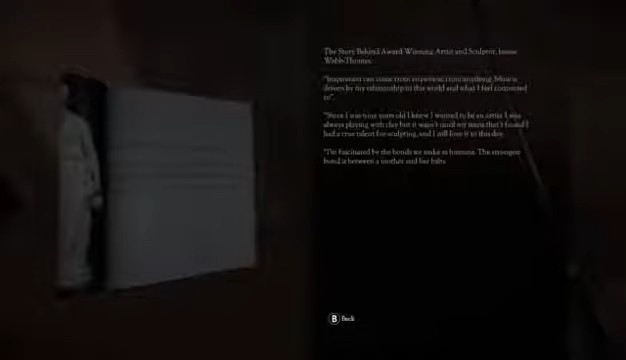 The Story Behind Award Winning Artist and Sculptor,
Webb-Thomas.
"Inspiration can come from anywhere, from anything. Mine is
driven by my relationship to this world and what I feel connected
to".
"Since I was nine years old I knew I wanted to be an artist. I was
always playing with clay but it wasn't until my teens that I found I
had a true talent for sculpting, and I still love it to this day.
"I'm fascinated by the bonds we make as humans. The strongest
bond is between a mother and her baby.
B Back